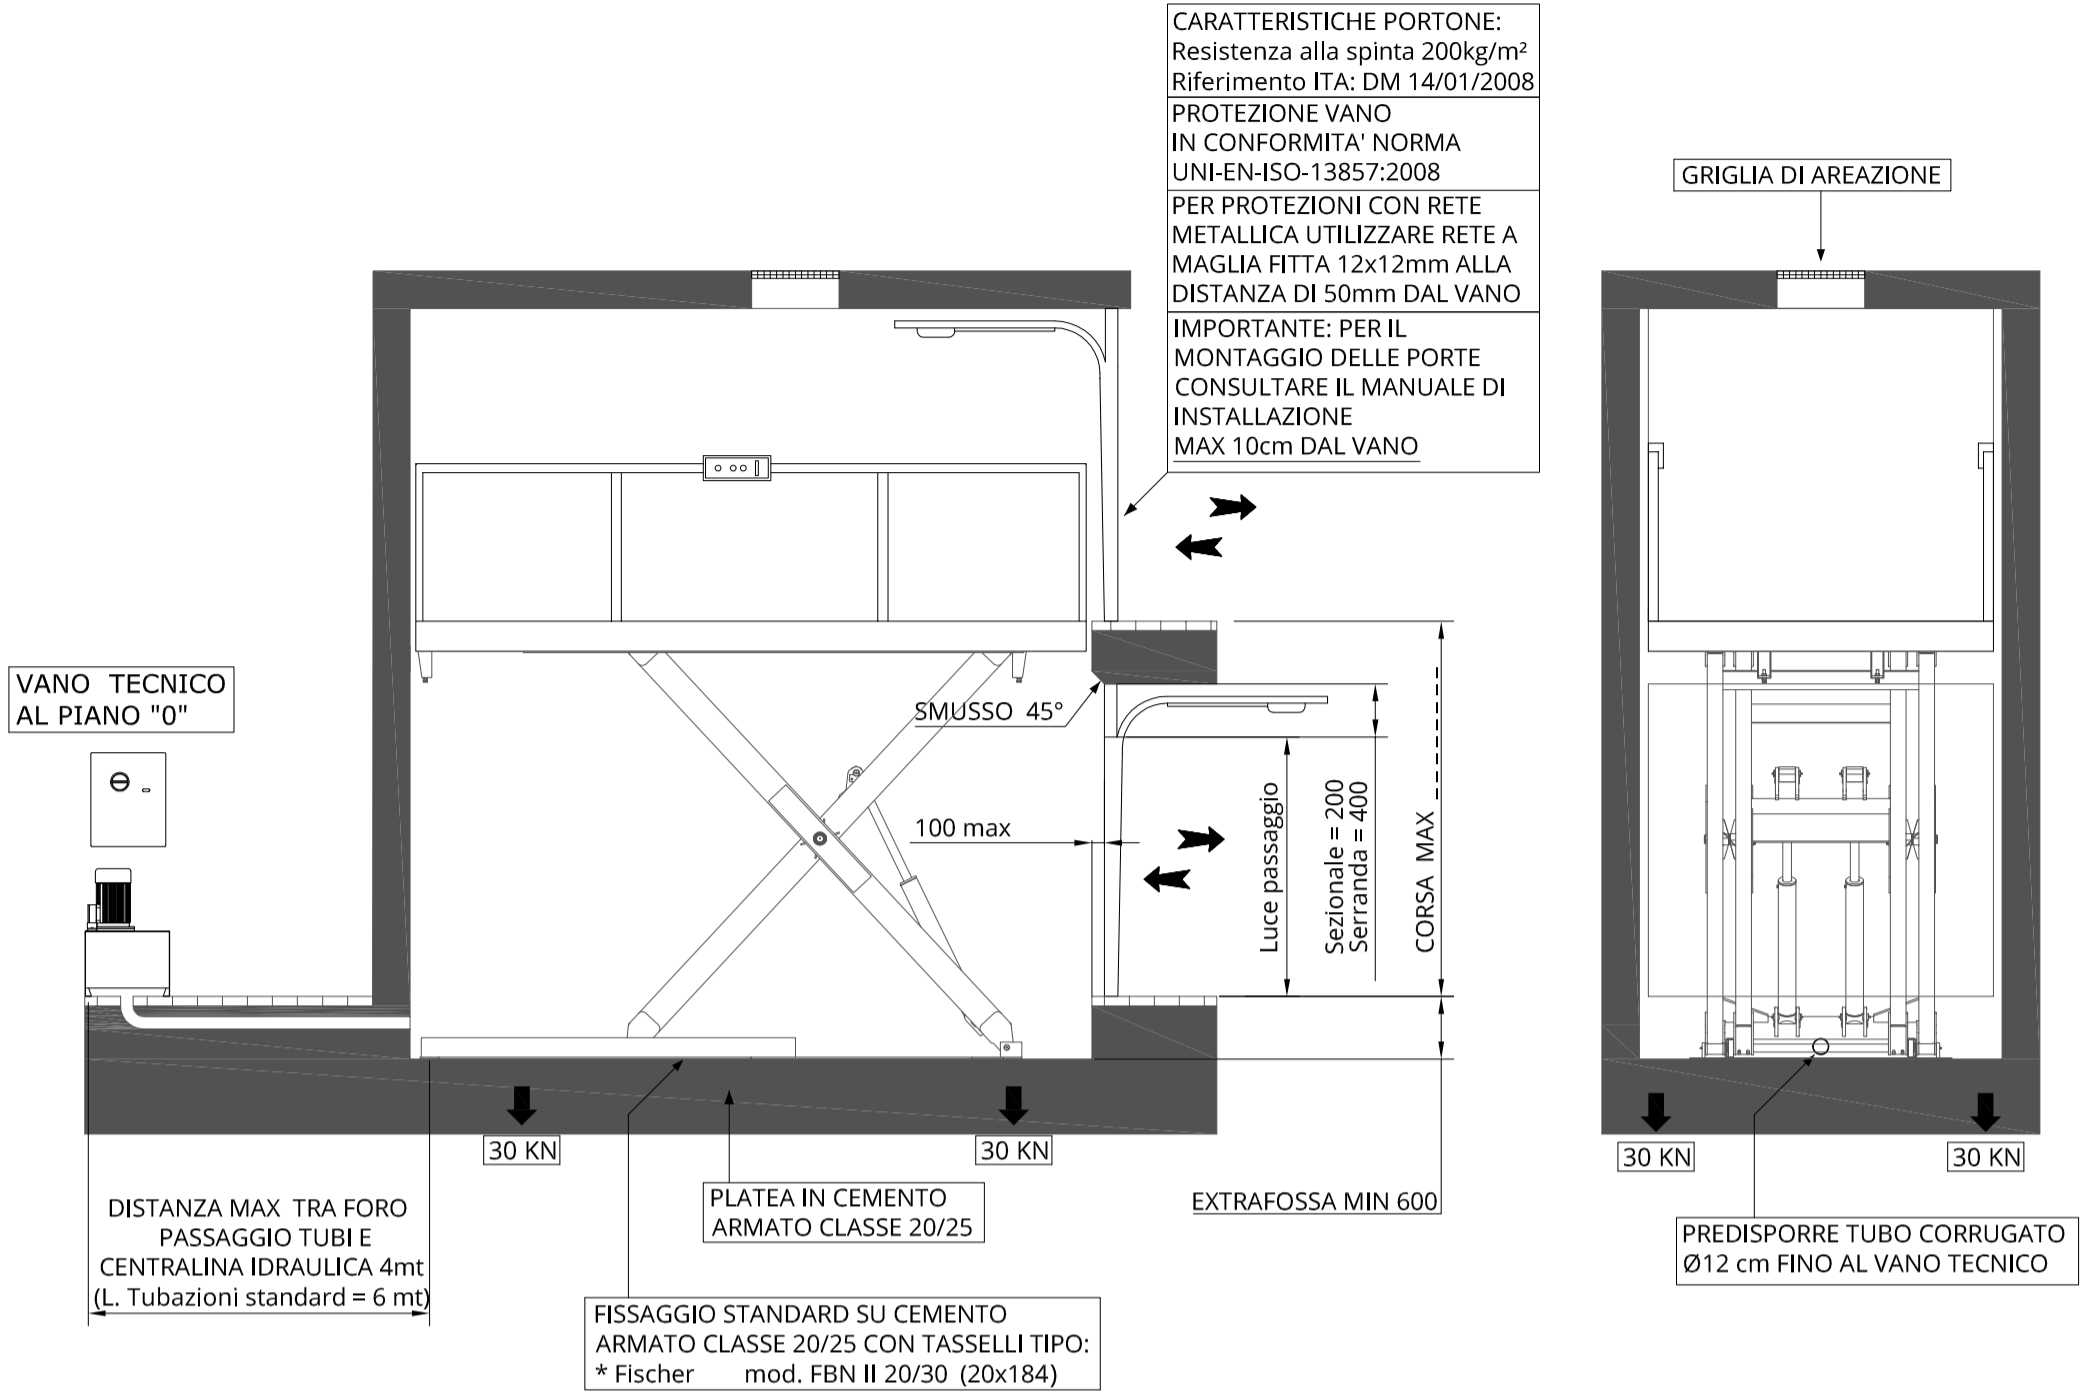 CARATTERISTICHE PORTONE:
Resistenza alla spinta 200kg/m²
Riferimento ITA: DM 14/01/2008
PROTEZIONE VANO
IN CONFORMITA' NORMA
UNI-EN-ISO-13857:2008
PER PROTEZIONI CON RETE
METALLICA UTILIZZARE RETE A
MAGLIA FITTA 12x12mm ALLA
DISTANZA DI 50mm DAL VANO
IMPORTANTE: PER IL
MONTAGGIO DELLE PORTE
CONSULTARE IL MANUALE DI
INSTALLAZIONE
MAX 10cm DAL VANO
GRIGLIA DI AREAZIONE
VANO TECNICO
AL PIANO "0"
SMUSSO 45°
100 max
Luce passaggio
Sezionale = 200
Serranda = 400
CORSA MAX
30 KN
30 KN
30 KN
30 KN
DISTANZA MAX TRA FORO
PASSAGGIO TUBI E
CENTRALINA IDRAULICA 4mt
(L. Tubazioni standard = 6 mt)
PLATEA IN CEMENTO
ARMATO CLASSE 20/25
EXTRAFOSSA MIN 600
PREDISPORRE TUBO CORRUGATO
Ø12 cm FINO AL VANO TECNICO
FISSAGGIO STANDARD SU CEMENTO
ARMATO CLASSE 20/25 CON TASSELLI TIPO:
* Fischer mod. FBN II 20/30 (20x184)